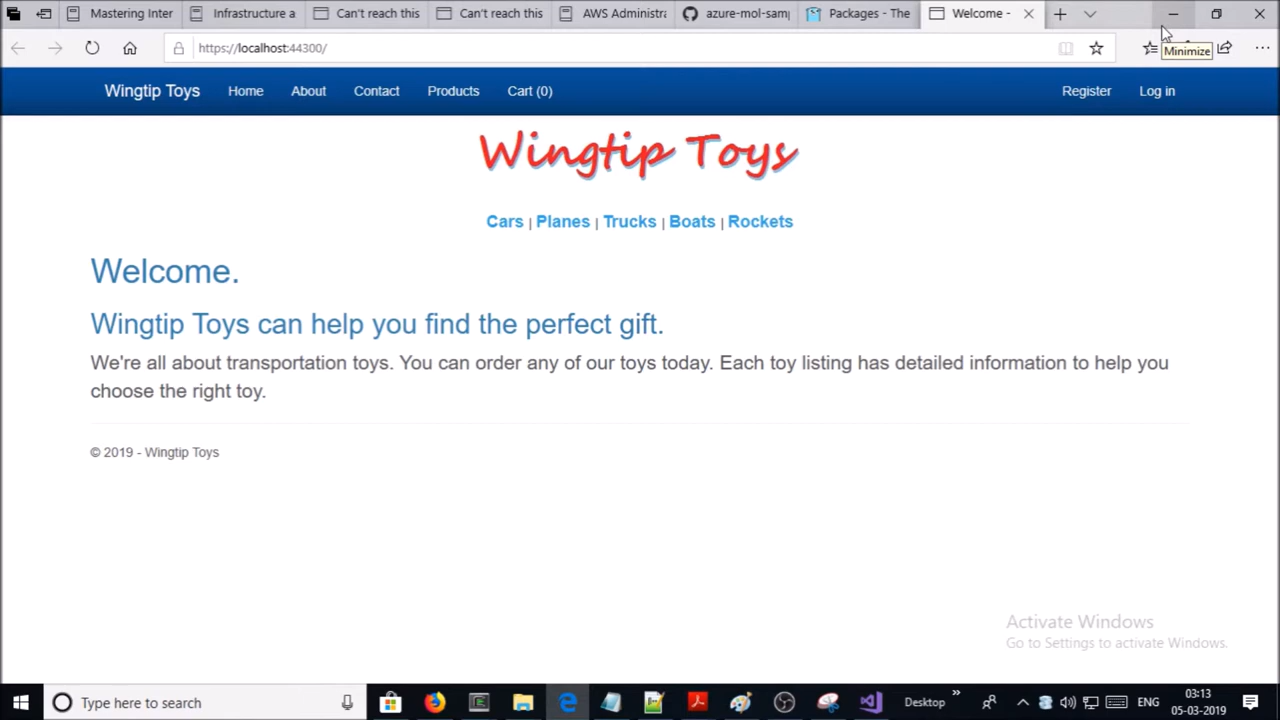 Mastering Inter
Infrastructure a
Can't reach this
Can't reach this
AWS Administra
azure-mol-samp
Packages - The
Welcome -
https://localhost:44300/
Minimize
Wingtip Toys
Home
About
Contact
Products
Cart (0)
Register
Log in
Wingtip Toys
Cars | Planes | Trucks | Boats | Rockets
Welcome.
Wingtip Toys can help you find the perfect gift.
We're all about transportation toys. You can order any of our toys today. Each toy listing has detailed information to help you
choose the right toy.
© 2019 - Wingtip Toys
Activate Windows
Go to Settings to activate Windows.
Type here to search
Desktop
ENG
03:13
05-03-2019